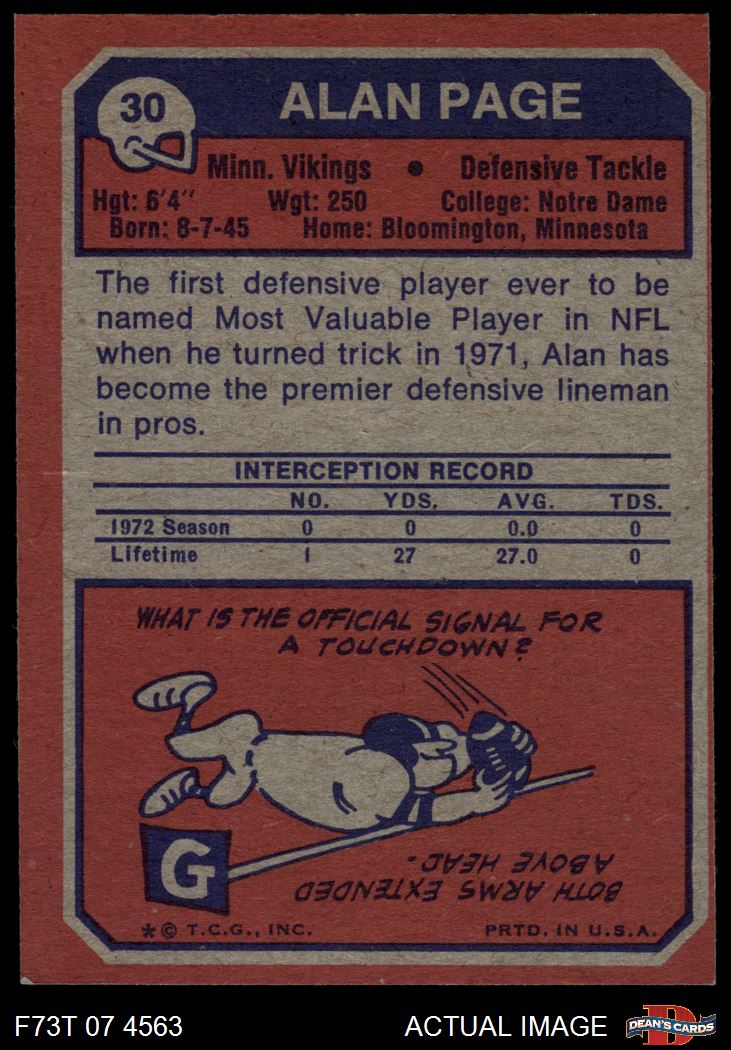 30
ALAN PAGE
Minn. Vikings • Defensive Tackle
Hgt: 6'4" Wgt: 250 College: Notre Dame
Born: 8-7-45 Home: Bloomington, Minnesota
The first defensive player ever to be
named Most Valuable Player in NFL
when he turned trick in 1971, Alan has
become the premier defensive lineman
in pros.
INTERCEPTION RECORD
NO. YDS. AVG. TDS.
1972 Season 0 0 0.0 0
Lifetime 1 27 27.0 0
WHAT IS THE OFFICIAL SIGNAL FOR
A TOUCHDOWN?
G
BOTH ARMS EXTENDED
ABOVE HEAD.
*© T.C.G., INC. PRTD. IN U.S.A.
F73T 07 4563 ACTUAL IMAGE
D
DEAN'S CARDS